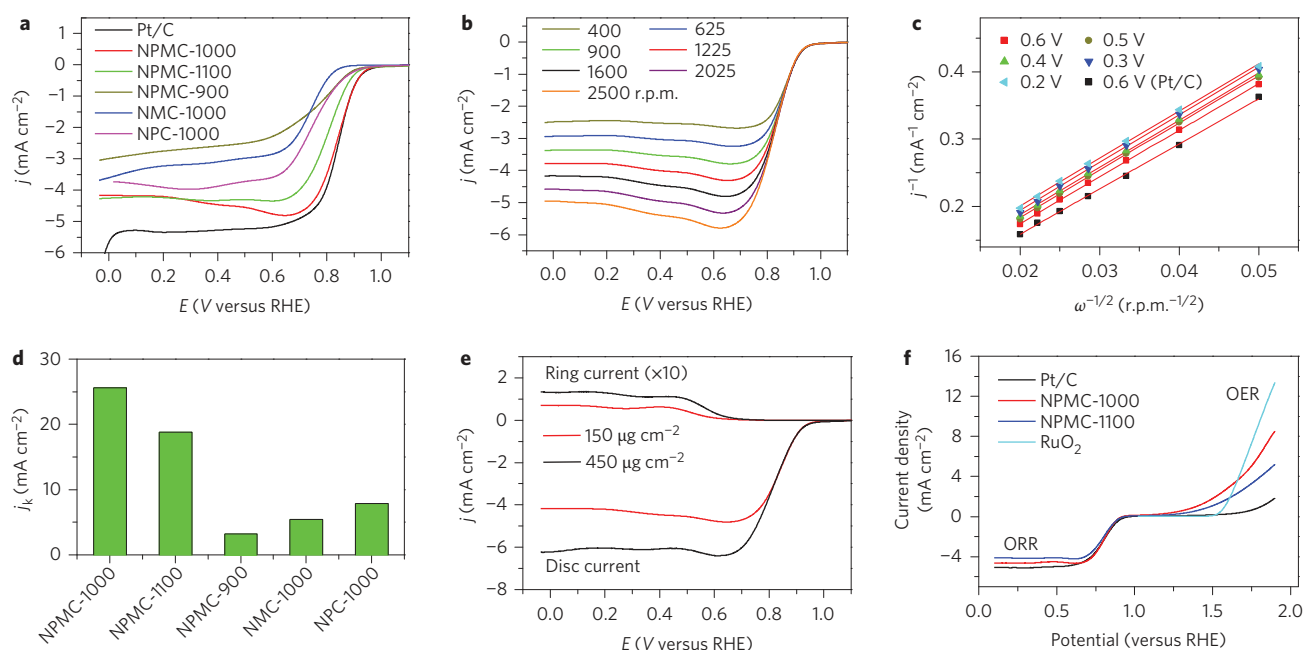 a
1
0
−1
−2
−3
−4
−5
−6
j (mA cm−2)
Pt/C
NPMC-1000
NPMC-1100
NPMC-900
NMC-1000
NPC-1000
0.0 0.2 0.4 0.6 0.8 1.0
E (V versus RHE)
b
1
0
−1
−2
−3
−4
−5
−6
j (mA cm−2)
400 625
900 1225
1600 2025
2500 r.p.m.
0.0 0.2 0.4 0.6 0.8 1.0
E (V versus RHE)
c
0.4
0.3
0.2
j−1 (mA−1 cm2)
0.6 V 0.5 V
0.4 V 0.3 V
0.2 V 0.6 V (Pt/C)
0.02 0.03 0.04 0.05
ω−1/2 (r.p.m.−1/2)
d
30
20
10
0
jk (mA cm−2)
NPMC-1000
NPMC-1100
NPMC-900
NMC-1000
NPC-1000
e
2
0
−2
−4
−6
−8
j (mA cm−2)
Ring current (×10)
150 μg cm−2
450 μg cm−2
Disc current
0.0 0.2 0.4 0.6 0.8 1.0
E (V versus RHE)
f
16
12
8
4
0
−4
Current density
(mA cm−2)
Pt/C
NPMC-1000
NPMC-1100
RuO2
OER
ORR
0.0 0.5 1.0 1.5 2.0
Potential (versus RHE)